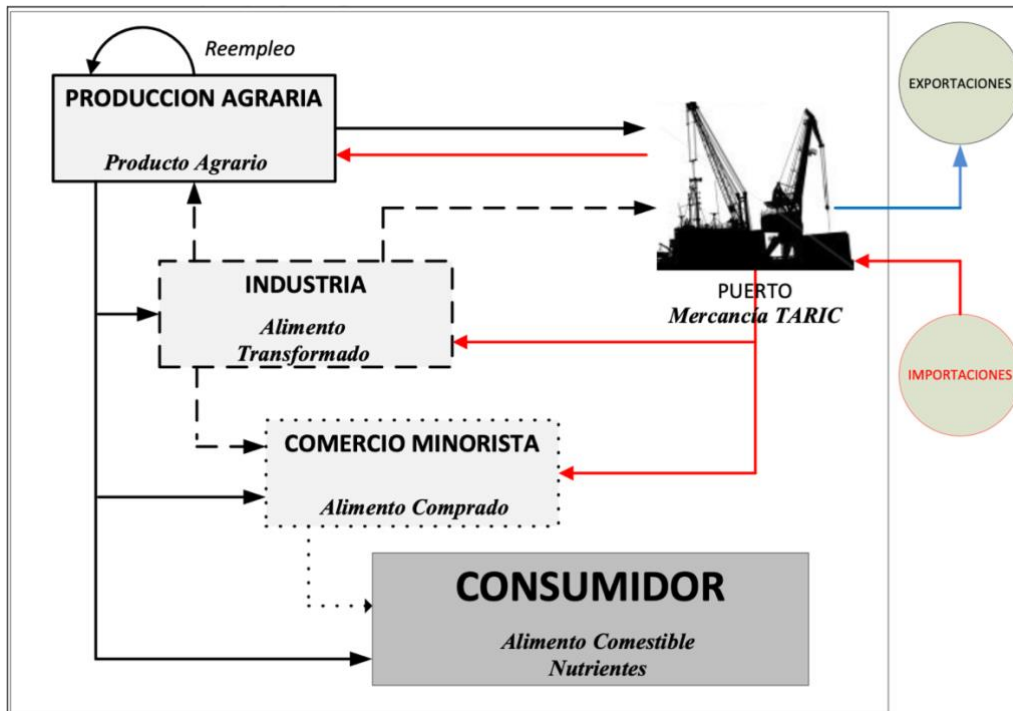 Reempleo
PRODUCCION AGRARIA
Producto Agrario
EXPORTACIONES
INDUSTRIA
Alimento
Transformado
PUERTO
Mercancía TARIC
IMPORTACIONES
COMERCIO MINORISTA
Alimento Comprado
CONSUMIDOR
Alimento Comestible
Nutrientes